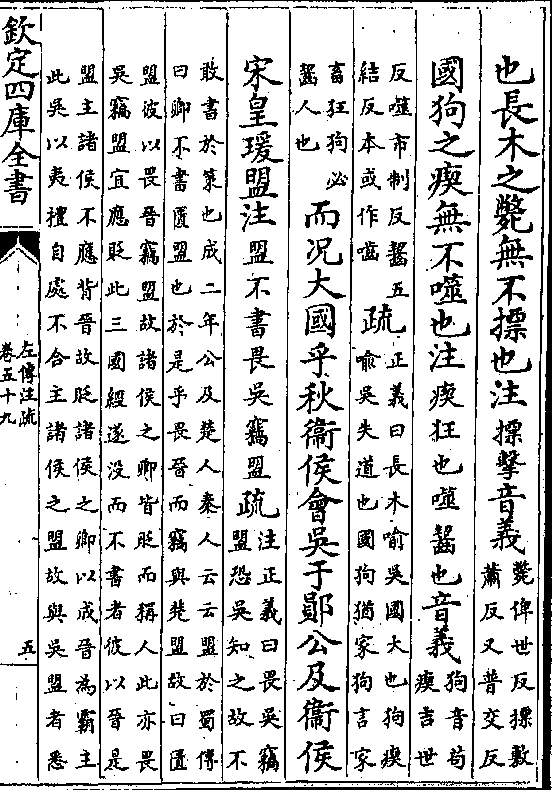 也長木之斃無不摽也注摽擊音義斃俾世反摽敷
蕭反又普交反
國狗之瘈無不噬也注瘈狂也噬齧也音義狗音苟
瘈吉世
反噬市制反齧五
結反本或作噛疏正義曰長木喻吳國大也狗瘈
喻吳失道也國狗猶家狗言家
畜狂狗必
齧人也而况大國乎秋衞侯會吳于鄖公及衞侯
宋皇瑗盟注盟不書畏吳竊盟疏注正義曰畏吳竊
盟恐吳知之故不
敢書於策也成二年公及楚人秦人云云盟於蜀傳
曰卿不書匱盟也於是乎畏晉而竊與楚盟故曰匱
盟彼以畏晉竊盟故諸侯之卿皆貶而稱人此亦畏
吳竊盟宜應貶此三國經遂没而不書者彼以晉是
盟主諸侯不應背晉故貶諸侯之卿以成晉為霸主
此吳以夷禮自處不合主諸侯之盟故與吳盟者悉
欽定四庫全書
左傳注疏
卷五十九
五